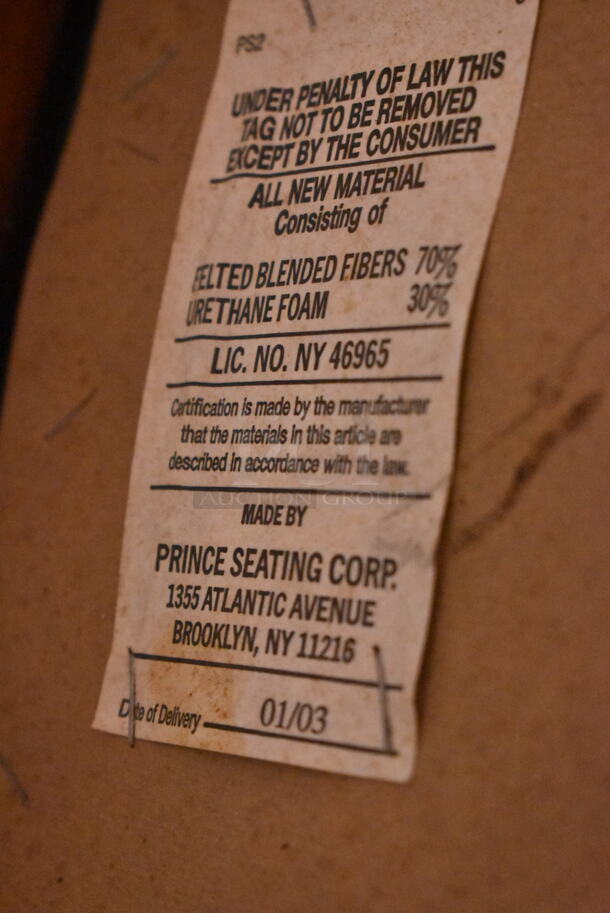 PS2
UNDER PENALTY OF LAW THIS
TAG NOT TO BE REMOVED
EXCEPT BY THE CONSUMER
ALL NEW MATERIAL
Consisting of
FELTED BLENDED FIBERS 70%
URETHANE FOAM 30%
LIC. NO. NY 46965
Certification is made by the manufacturer
that the materials in this article are
described in accordance with the law.
AUCTION GROUP
MADE BY
PRINCE SEATING CORP.
1355 ATLANTIC AVENUE
BROOKLYN, NY 11216
Date of Delivery 01/03